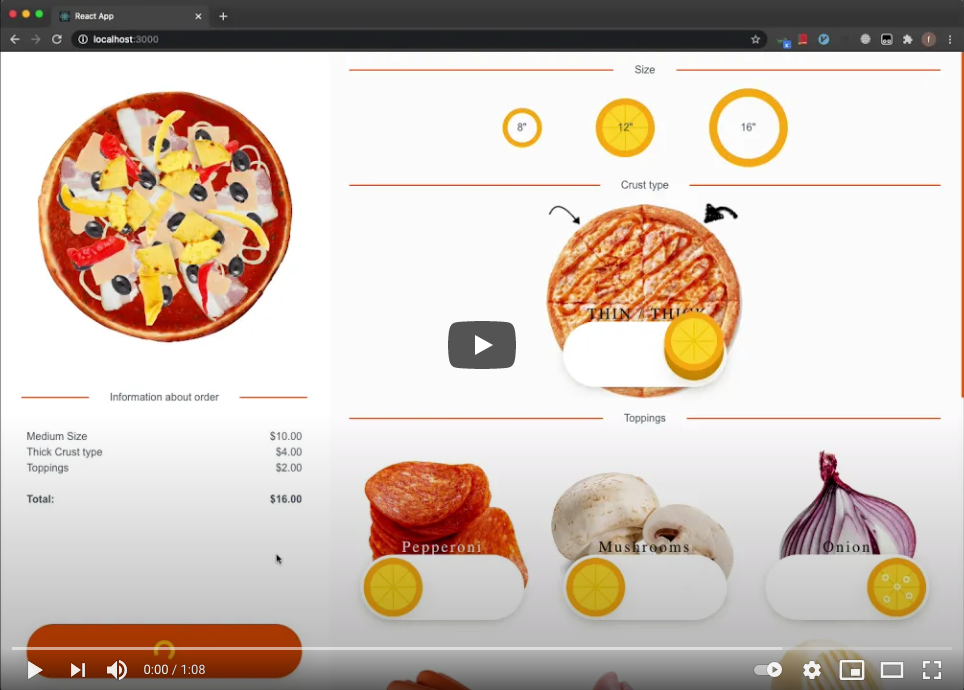 React App
localhost:3000
Size
8"
12"
16"
Crust type
THIN / THICK
Information about order
Medium Size $10.00
Thick Crust type $4.00
Toppings $2.00
Total: $16.00
Toppings
Pepperoni
Mushrooms
Onion
0:00 / 1:08